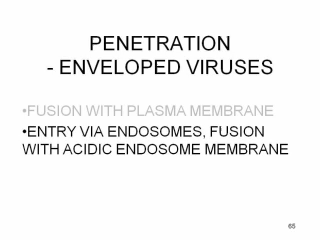 PENETRATION
- ENVELOPED VIRUSES
•FUSION WITH PLASMA MEMBRANE
•ENTRY VIA ENDOSOMES, FUSION
WITH ACIDIC ENDOSOME MEMBRANE
65